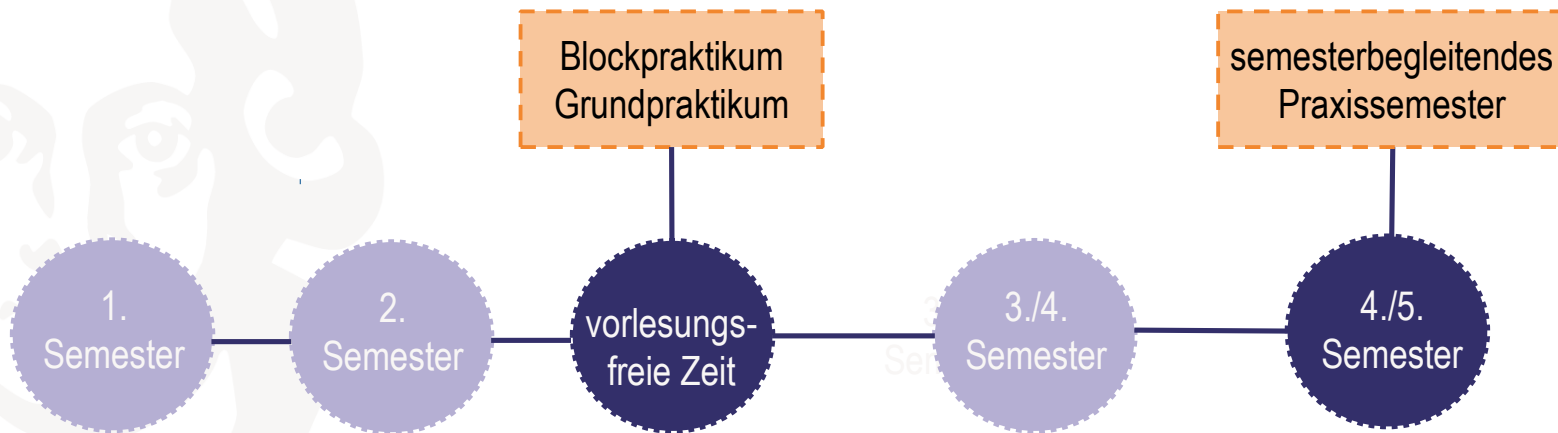 Blockpraktikum
Grundpraktikum
semesterbegleitendes
Praxissemester
1.
Semester
2.
Semester
vorlesungs-
freie Zeit
3./4.
Semester
4./5.
Semester